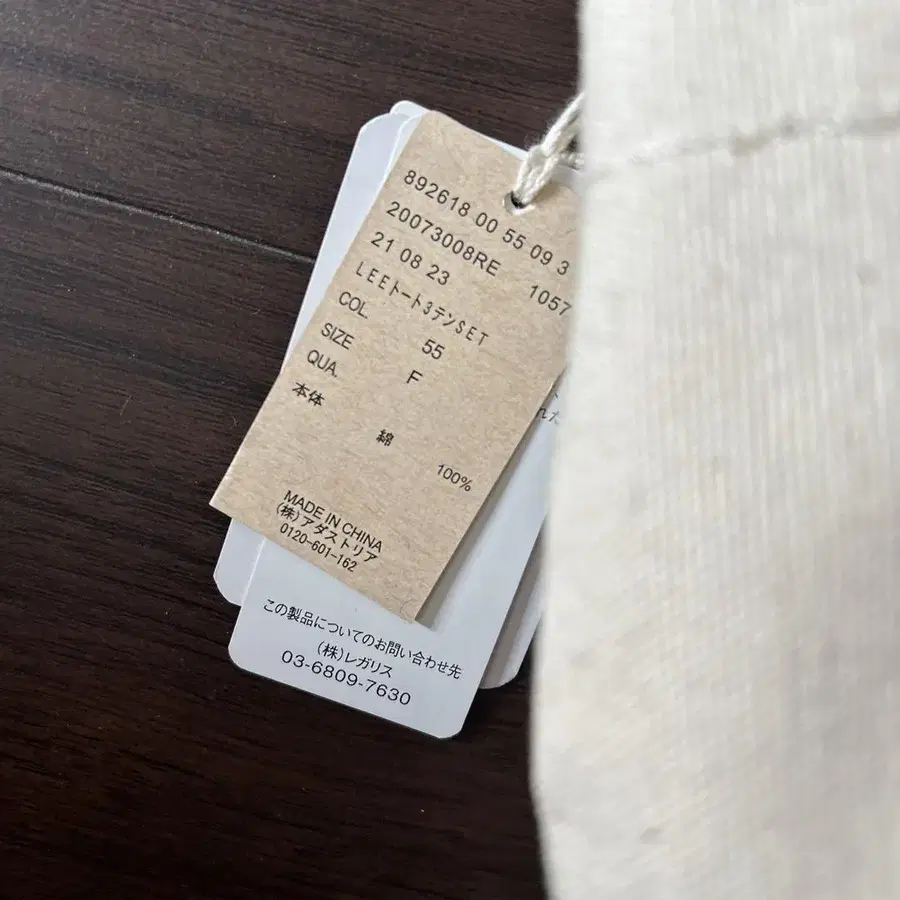 892618 00 55 09 3
20073008RE 1057
21 08 23
LEEトート3テンSET
COL. 55
SIZE F
QUA.
本体
綿
100%
MADE IN CHINA
(株)アダストリア
0120-601-162
れた
この製品についてのお問い合わせ先
(株)レガリス
03-6809-7630